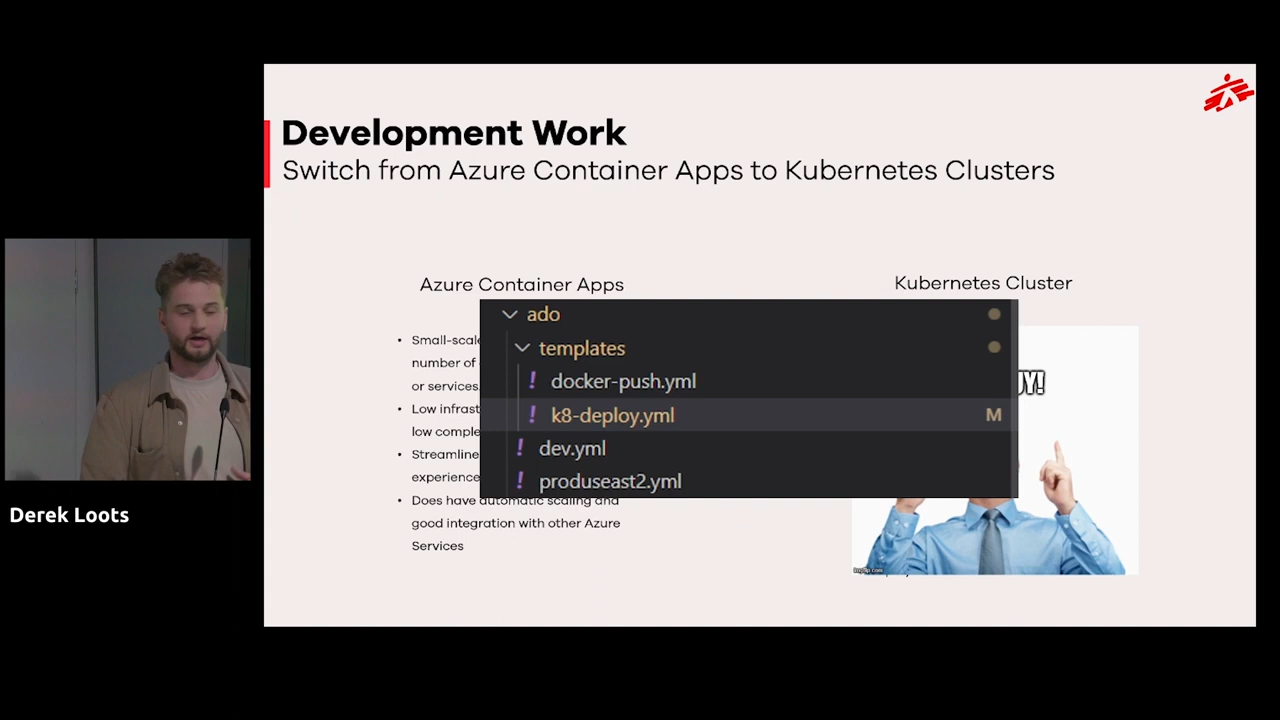 Development Work
Switch from Azure Container Apps to Kubernetes Clusters
Azure Container Apps
Kubernetes Cluster
• Small-scale
number of
or services
• Low
low
• Streamline
experience
• Does have automatic scaling and
good integration with other Azure
Services
ado
templates
! docker-push.yml
! k8-deploy.yml M
! dev.yml
! produseast2.yml
imgflip.com
Derek Loots